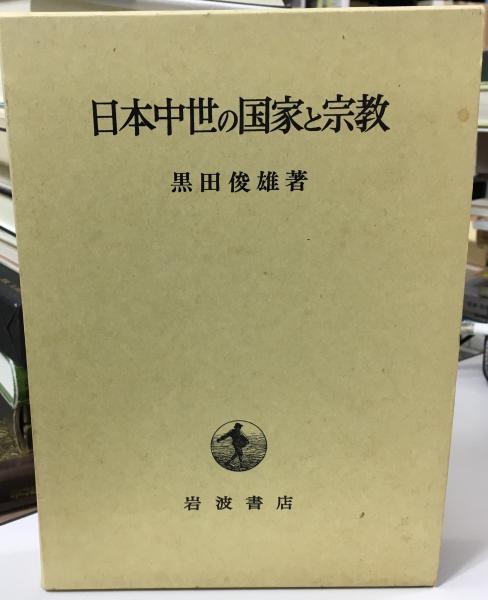 日本中世の国家と宗教
黒田俊雄著
岩波書店